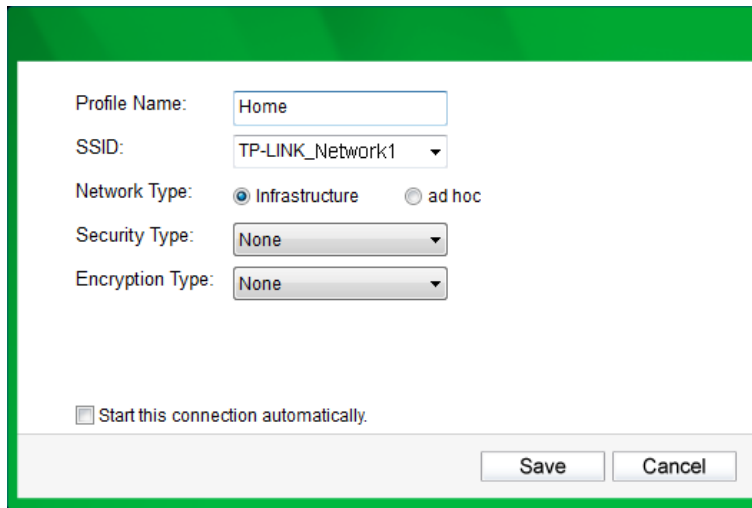 Profile Name: Home
SSID: TP-LINK_Network1
Network Type: Infrastructure ad hoc
Security Type: None
Encryption Type: None
Start this connection automatically.
Save Cancel